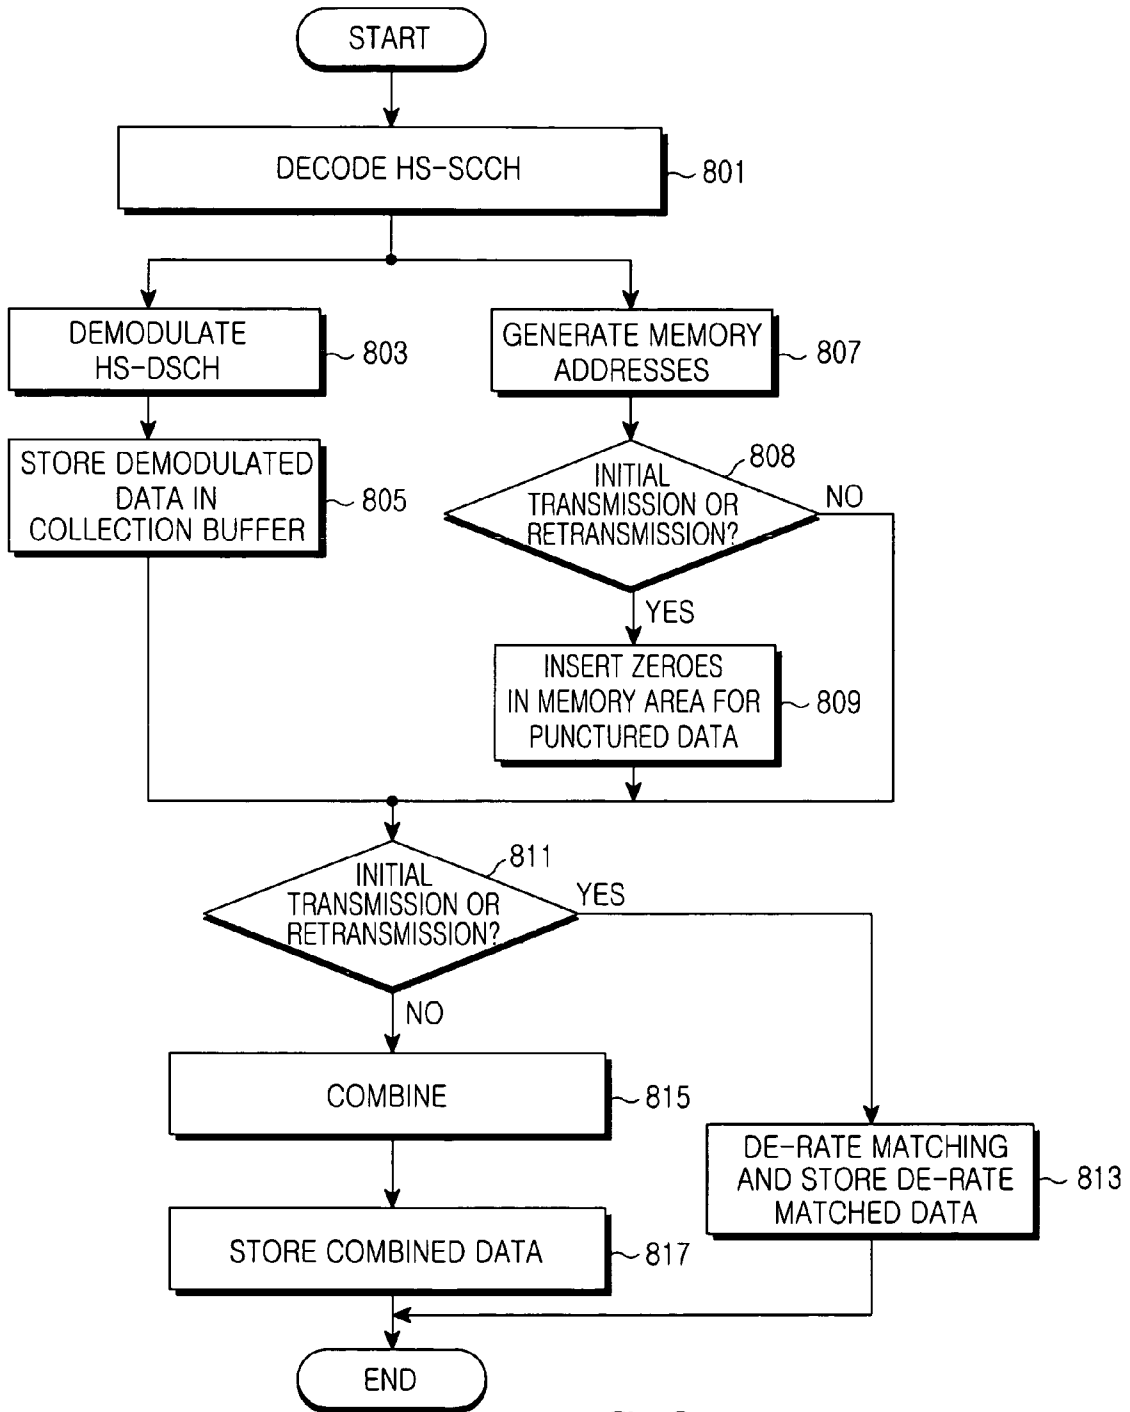 START
DECODE HS-SCCH
801
DEMODULATE
HS-DSCH
803
GENERATE MEMORY
ADDRESSES
807
STORE DEMODULATED
DATA IN
COLLECTION BUFFER
805
808
INITIAL
TRANSMISSION OR
RETRANSMISSION?
NO
YES
INSERT ZEROES
IN MEMORY AREA FOR
PUNCTURED DATA
809
811
INITIAL
TRANSMISSION OR
RETRANSMISSION?
YES
NO
COMBINE
815
DE-RATE MATCHING
AND STORE DE-RATE
MATCHED DATA
813
STORE COMBINED DATA
817
END